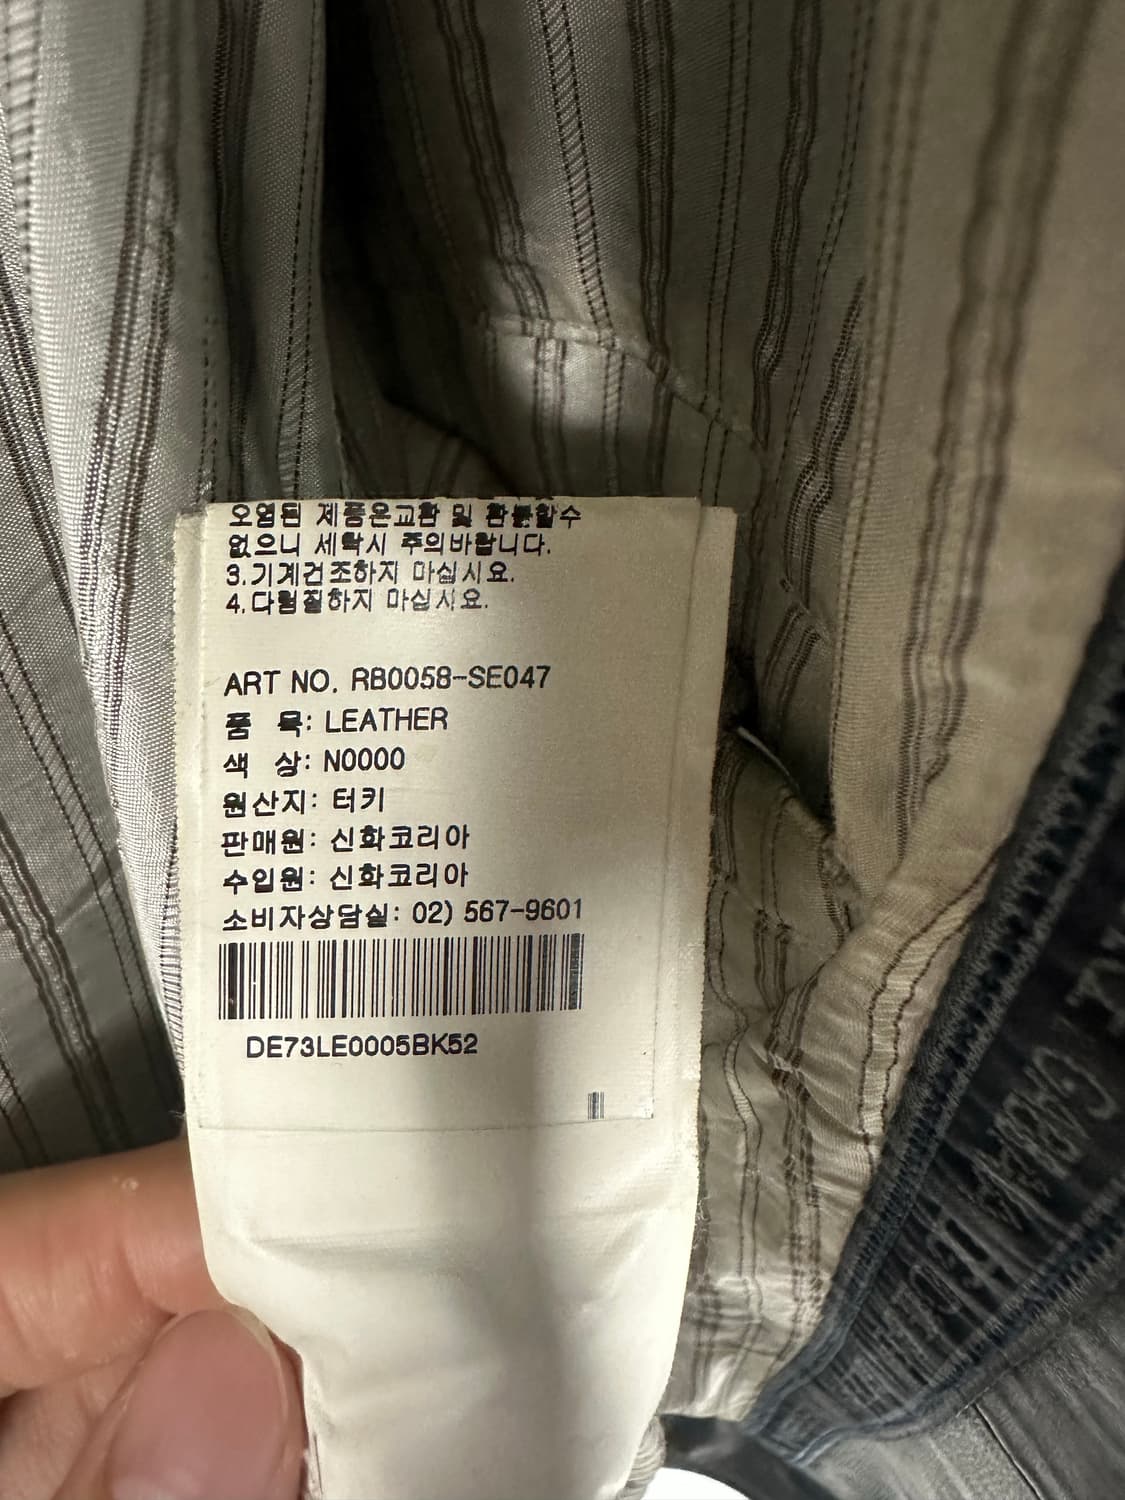 오염된 제품은교환 및 환불할수
없으니 세탁시 주의바랍니다.
3.기계건조하지 마십시요.
4.다림질하지 마십시요.
ART NO. RB0058-SE047
품 목: LEATHER
색 상: N0000
원산지: 터키
판매원: 신화코리아
수입원: 신화코리아
소비자상담실: 02) 567-9601
DE73LE0005BK52